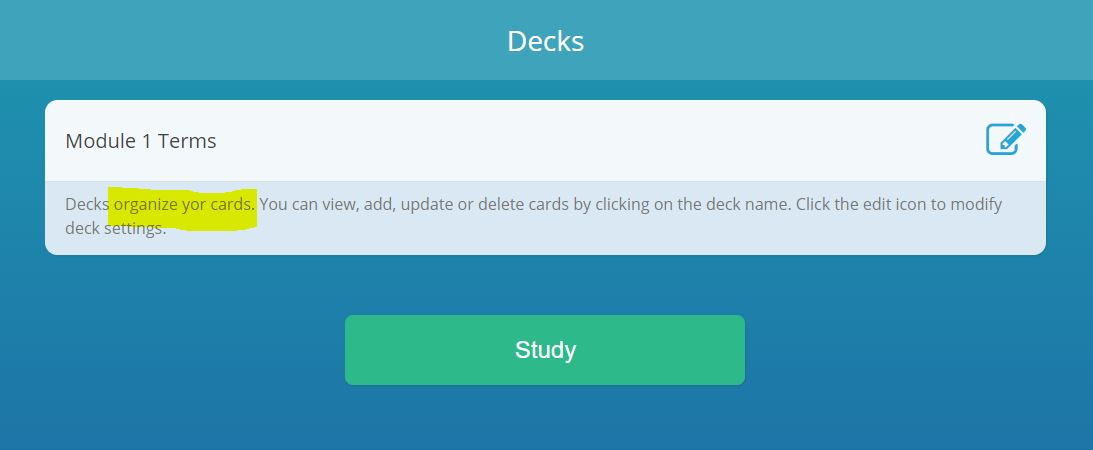 Decks
Module 1 Terms
Decks organize yor cards. You can view, add, update or delete cards by clicking on the deck name. Click the edit icon to modify
deck settings.
Study